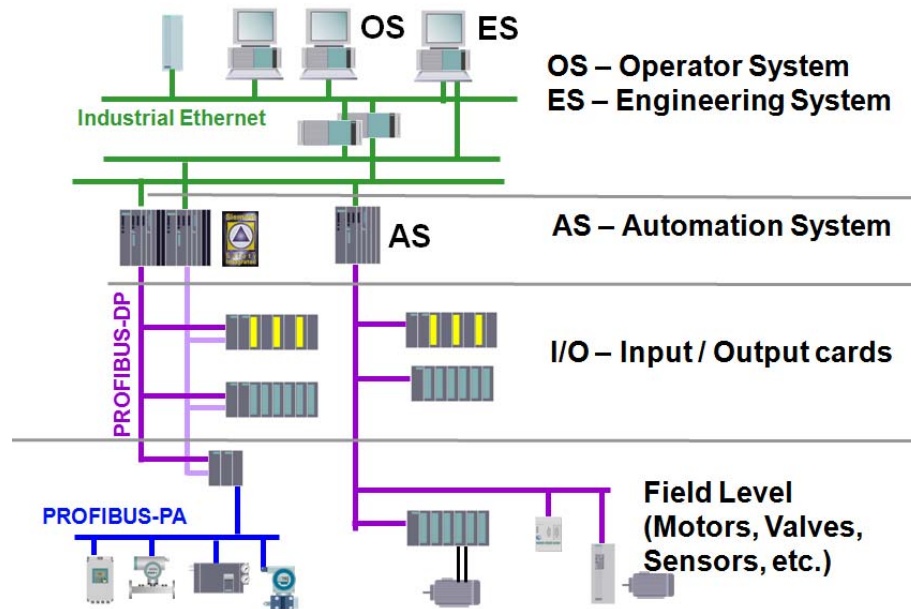 OS
ES
OS – Operator System
ES – Engineering System
Industrial Ethernet
AS
AS – Automation System
PROFIBUS-DP
I/O – Input / Output cards
PROFIBUS-PA
Field Level
(Motors, Valves,
Sensors, etc.)